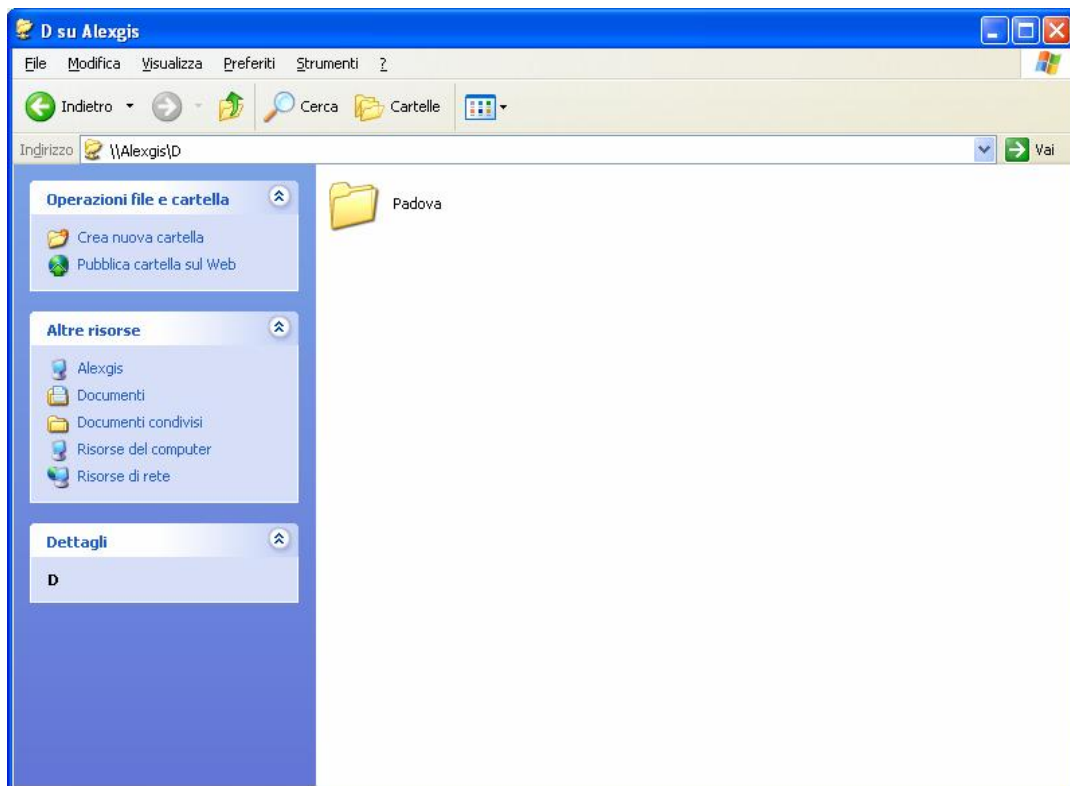 D su Alexgis
File Modifica Visualizza Preferiti Strumenti ?
Indietro Cerca Cartelle
Indirizzo \\Alexgis\D Vai
Operazioni file e cartella
Crea nuova cartella
Pubblica cartella sul Web
Altre risorse
Alexgis
Documenti
Documenti condivisi
Risorse del computer
Risorse di rete
Dettagli
D
Padova